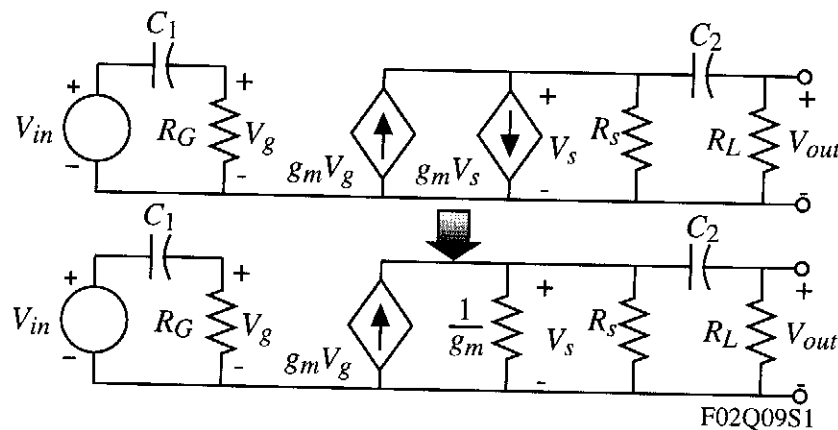 C1
C2
+
+
+
+
Vin
RG
Vg
Vs
Rs
RL
Vout
-
-
gmVg
gmVs
-
-
C1
C2
+
+
+
+
Vin
RG
Vg
1/gm
Vs
Rs
RL
Vout
-
-
gmVg
-
-
F02Q09S1